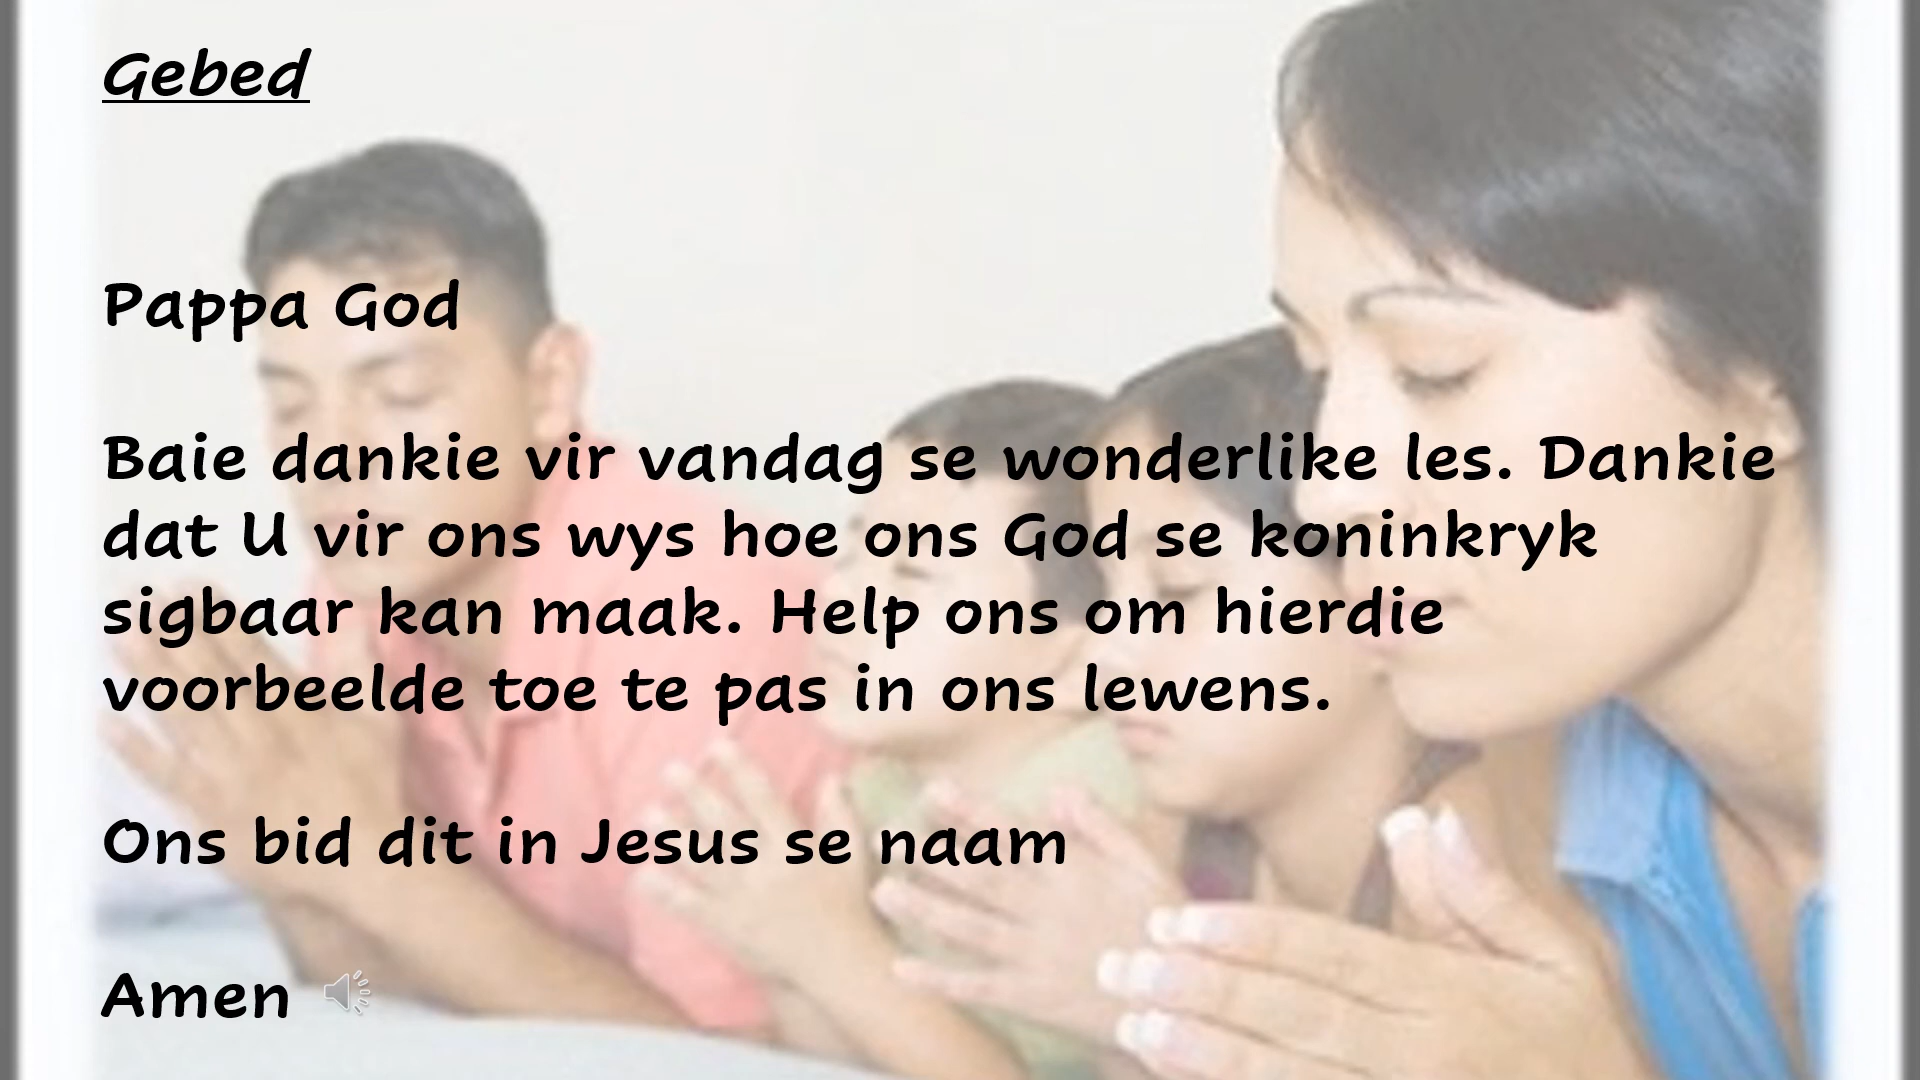 Gebed
Pappa God
Baie dankie vir vandag se wonderlike les. Dankie
dat U vir ons wys hoe ons God se koninkryk
sigbaar kan maak. Help ons om hierdie
voorbeelde toe te pas in ons lewens.
Ons bid dit in Jesus se naam
Amen